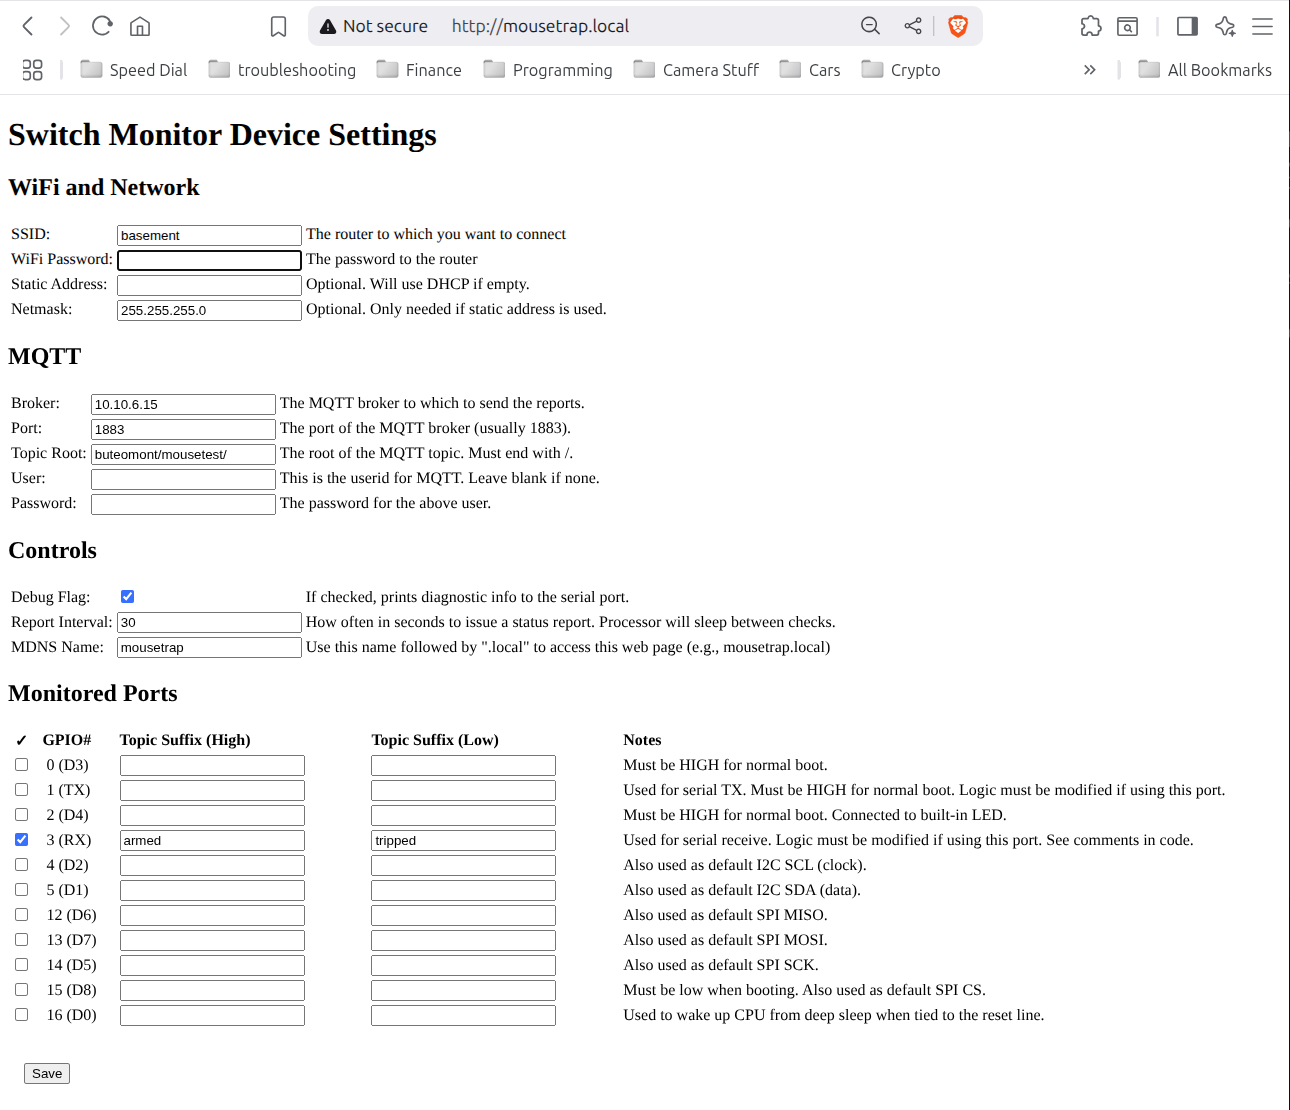 Not secure http://mousetrap.local
Speed Dial troubleshooting Finance Programming Camera Stuff Cars Crypto » All Bookmarks
Switch Monitor Device Settings
WiFi and Network
SSID: basement The router to which you want to connect
WiFi Password: The password to the router
Static Address: Optional. Will use DHCP if empty.
Netmask: 255.255.255.0 Optional. Only needed if static address is used.
MQTT
Broker: 10.10.6.15 The MQTT broker to which to send the reports.
Port: 1883 The port of the MQTT broker (usually 1883).
Topic Root: buteomont/mousetest/ The root of the MQTT topic. Must end with /.
User: This is the userid for MQTT. Leave blank if none.
Password: The password for the above user.
Controls
Debug Flag: If checked, prints diagnostic info to the serial port.
Report Interval: 30 How often in seconds to issue a status report. Processor will sleep between checks.
MDNS Name: mousetrap Use this name followed by ".local" to access this web page (e.g., mousetrap.local)
Monitored Ports
✓ GPIO# Topic Suffix (High) Topic Suffix (Low) Notes
0 (D3) Must be HIGH for normal boot.
1 (TX) Used for serial TX. Must be HIGH for normal boot. Logic must be modified if using this port.
2 (D4) Must be HIGH for normal boot. Connected to built-in LED.
3 (RX) armed tripped Used for serial receive. Logic must be modified if using this port. See comments in code.
4 (D2) Also used as default I2C SCL (clock).
5 (D1) Also used as default I2C SDA (data).
12 (D6) Also used as default SPI MISO.
13 (D7) Also used as default SPI MOSI.
14 (D5) Also used as default SPI SCK.
15 (D8) Must be low when booting. Also used as default SPI CS.
16 (D0) Used to wake up CPU from deep sleep when tied to the reset line.
Save